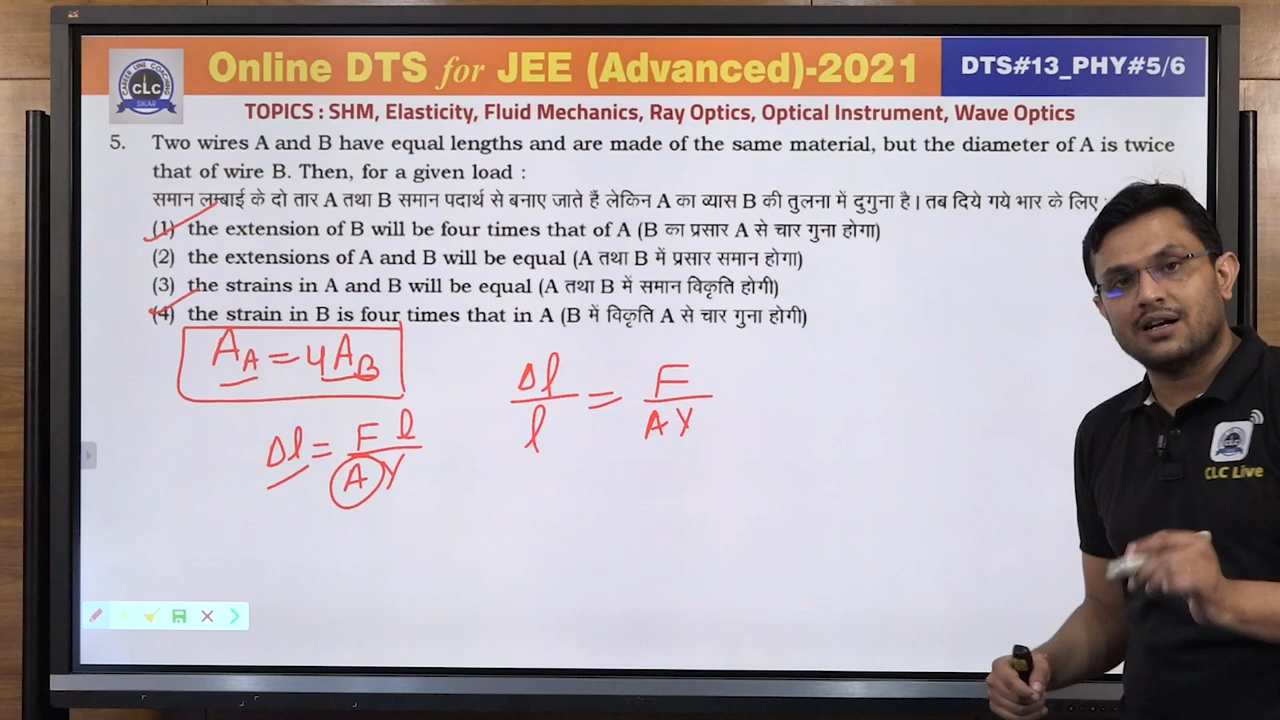 Online DTS for JEE (Advanced)-2021
DTS#13_PHY#5/6
CLC
SIKAR
TOPICS : SHM, Elasticity, Fluid Mechanics, Ray Optics, Optical Instrument, Wave Optics
5. Two wires A and B have equal lengths and are made of the same material, but the diameter of A is twice
that of wire B. Then, for a given load :
समान लम्बाई के दो तार A तथा B समान पदार्थ से बनाए जाते हैं लेकिन A का व्यास B की तुलना में दुगुना है। तब दिये गये भार के लिए :
(1) the extension of B will be four times that of A (B का प्रसार A से चार गुना होगा)
(2) the extensions of A and B will be equal (A तथा B में प्रसार समान होगा)
(3) the strains in A and B will be equal (A तथा B में समान विकृति होगी)
(4) the strain in B is four times that in A (B में विकृति A से चार गुना होगी)
A_A = 4A_B
Δl / l = F / AY
Δl = F l / AY
CLC Live